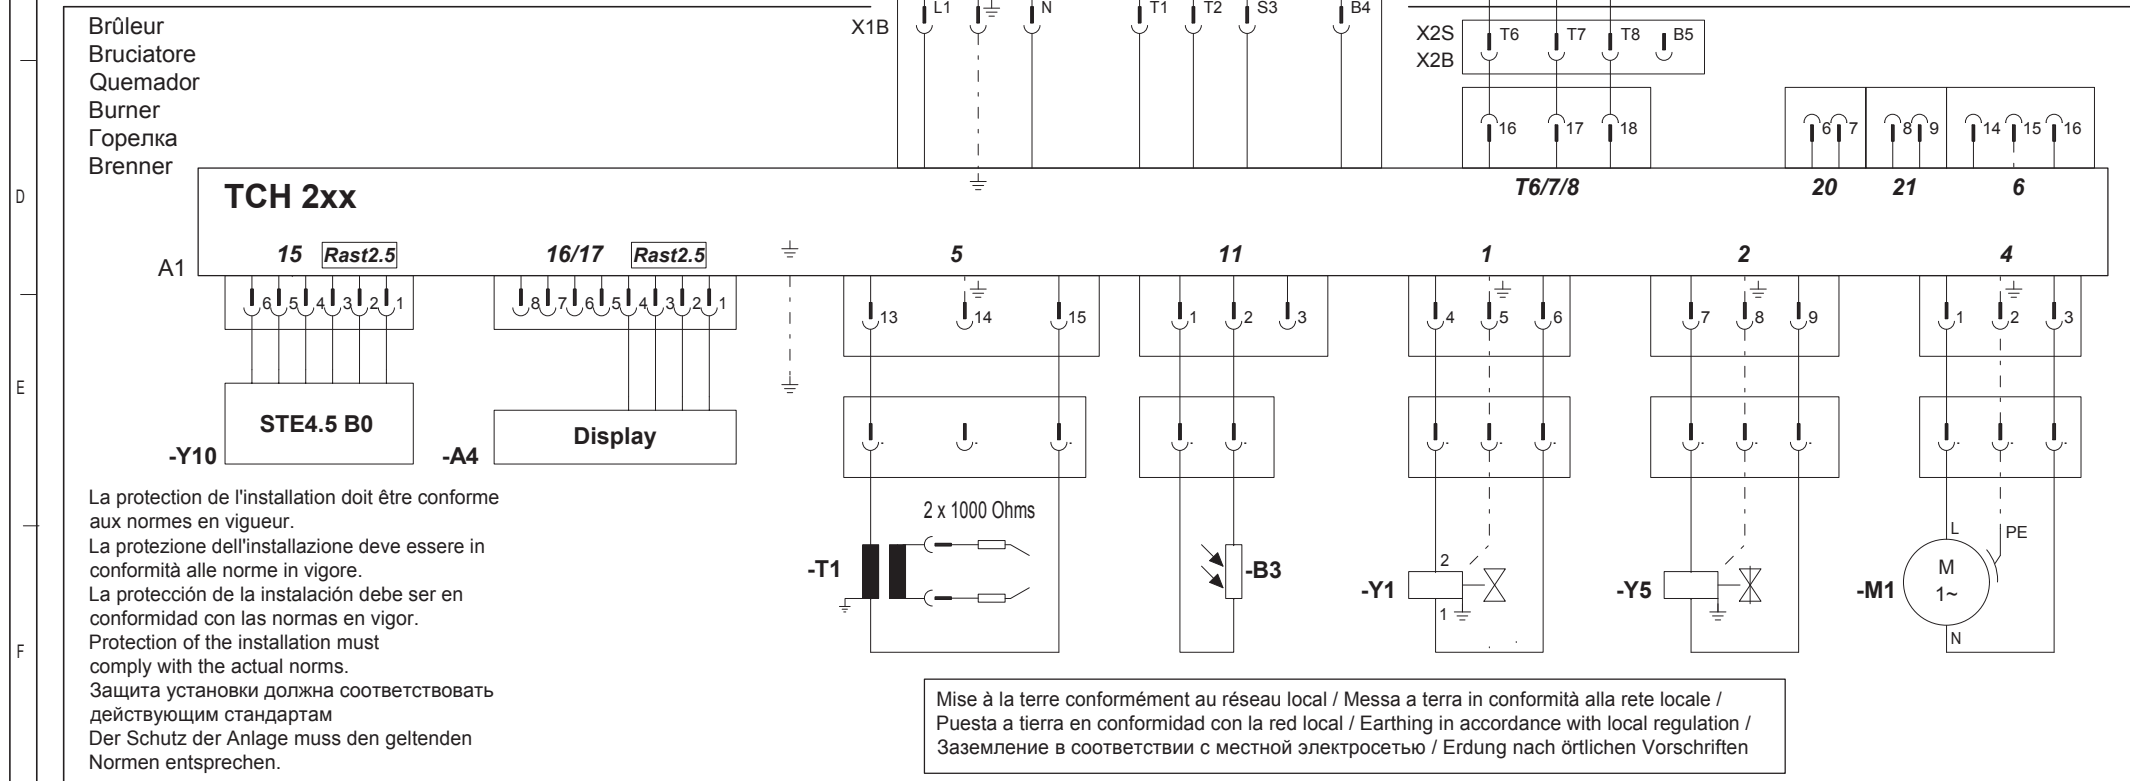 Brûleur
Bruciatore
Quemador
Burner
Горелка
Brenner
X1B L1 N T1 T2 S3 B4
X2S T6 T7 T8 B5
X2B
16 17 18
6 7 8 9 14 15 16
D
TCH 2xx
T6/7/8 20 21 6
A1
15 Rast2.5 16/17 Rast2.5 5 11 1 2 4
6 5 4 3 2 1
8 7 6 5 4 3 2 1
13 14 15
1 2 3
4 5 6
7 8 9
1 2 3
E
STE4.5 B0
-Y10
Display
-A4
La protection de l'installation doit être conforme
aux normes en vigueur.
La protezione dell'installazione deve essere in
conformità alle norme in vigore.
La protección de la instalación debe ser en
conformidad con las normas en vigor.
Protection of the installation must
comply with the actual norms.
Защита установки должна соответствовать
действующим стандартам
Der Schutz der Anlage muss den geltenden
Normen entsprechen.
F
2 x 1000 Ohms
-T1
-B3
-Y1
2
1
-Y5
-M1
L
PE
M
1~
N
Mise à la terre conformément au réseau local / Messa a terra in conformità alla rete locale /
Puesta a tierra en conformidad con la red local / Earthing in accordance with local regulation /
Заземление в соответствии с местной электросетью / Erdung nach örtlichen Vorschriften